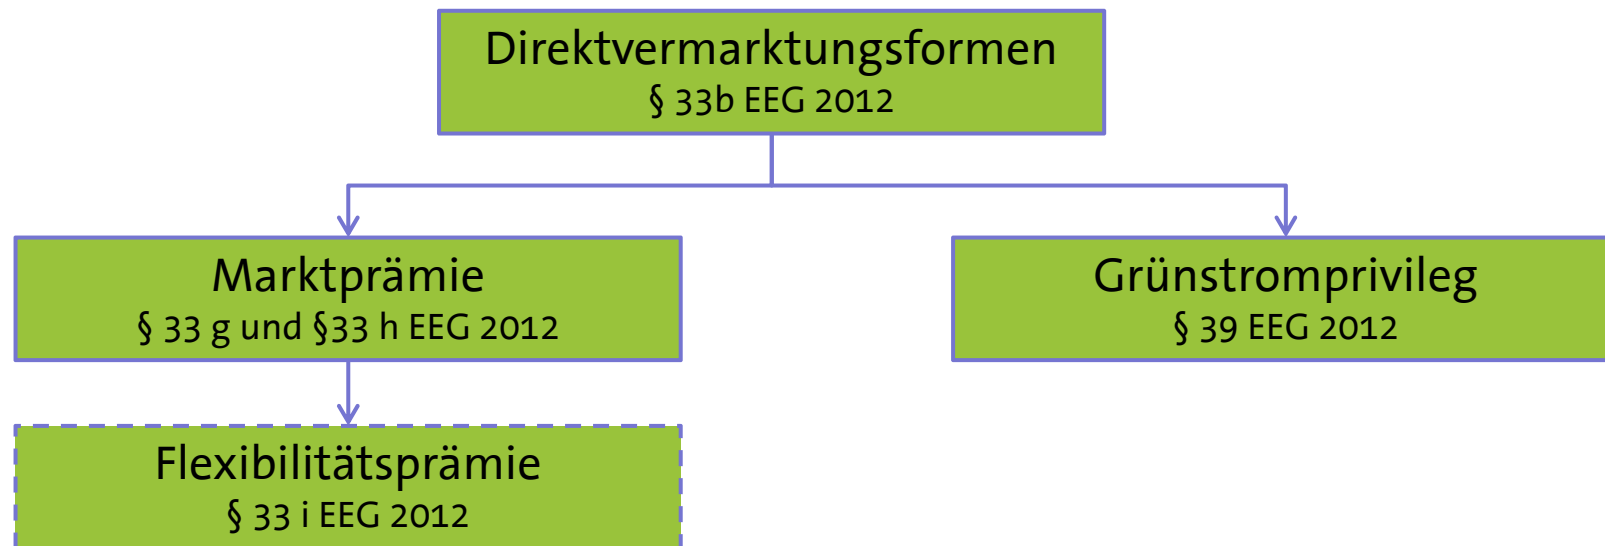 Direktvermarktungsformen
§ 33b EEG 2012
Marktprämie
§ 33 g und §33 h EEG 2012
Grünstromprivileg
§ 39 EEG 2012
Flexibilitätsprämie
§ 33 i EEG 2012